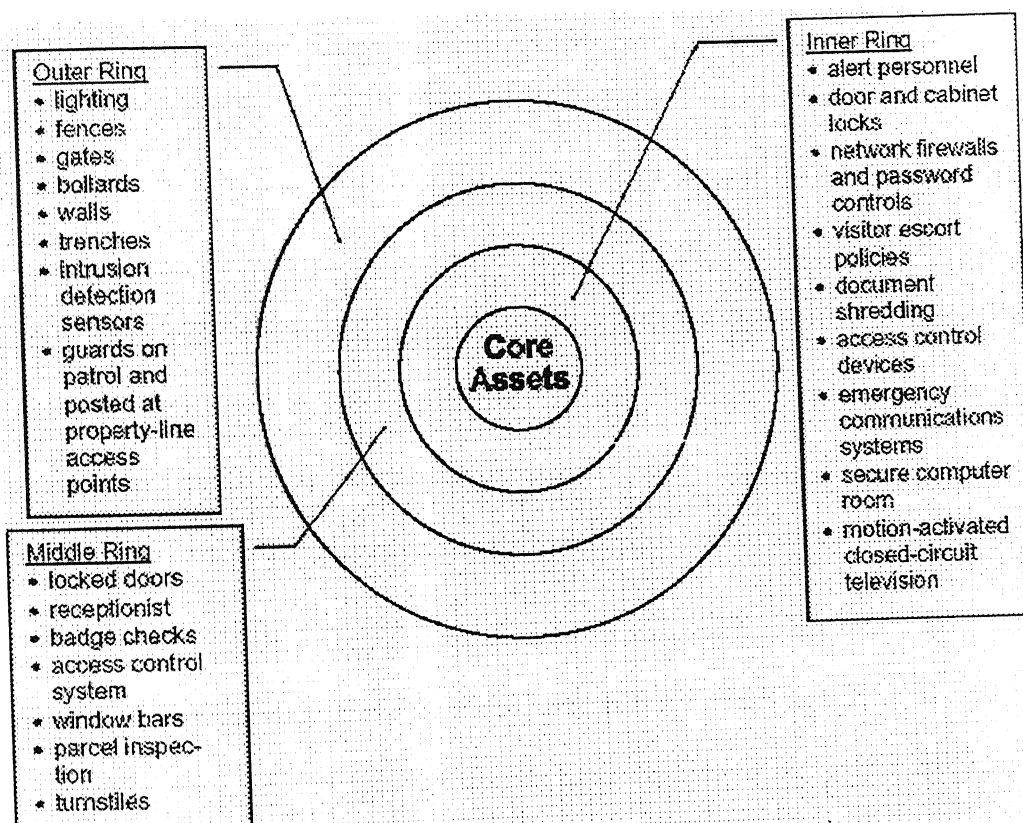 Outer Ring
• lighting
• fences
• gates
• bollards
• walls
• trenches
• intrusion
detection
sensors
• guards on
patrol and
posted at
property-line
access
points
Middle Ring
• locked doors
• receptionist
• badge checks
• access control
system
• window bars
• parcel inspec-
tion
• turnstiles
Core
Assets
Inner Ring
• alert personnel
• door and cabinet
locks
• network firewalls
and password
controls
• visitor escort
policies
• document
shredding
• access control
devices
• emergency
communications
systems
• secure computer
room
• motion-activated
closed-circuit
television